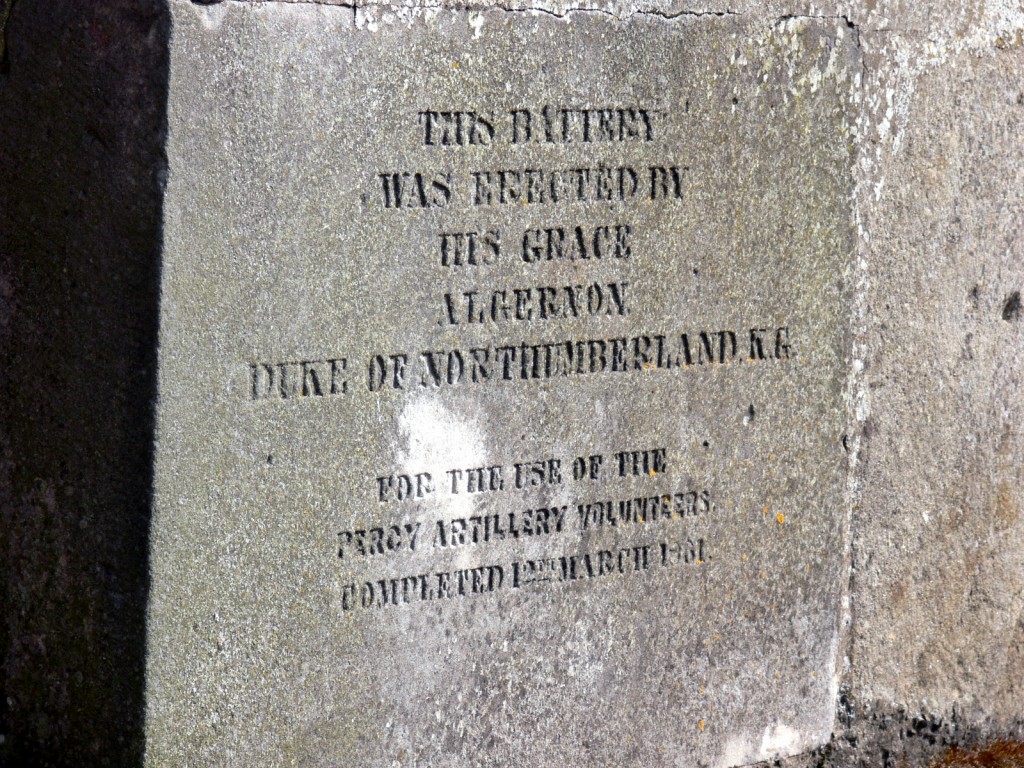 THIS BATTERY
WAS ERECTED BY
HIS GRACE
ALGERNON
DUKE OF NORTHUMBERLAND, K.G.
FOR THE USE OF THE
PERCY ARTILLERY VOLUNTEERS.
COMPLETED 12TH MARCH 1861.